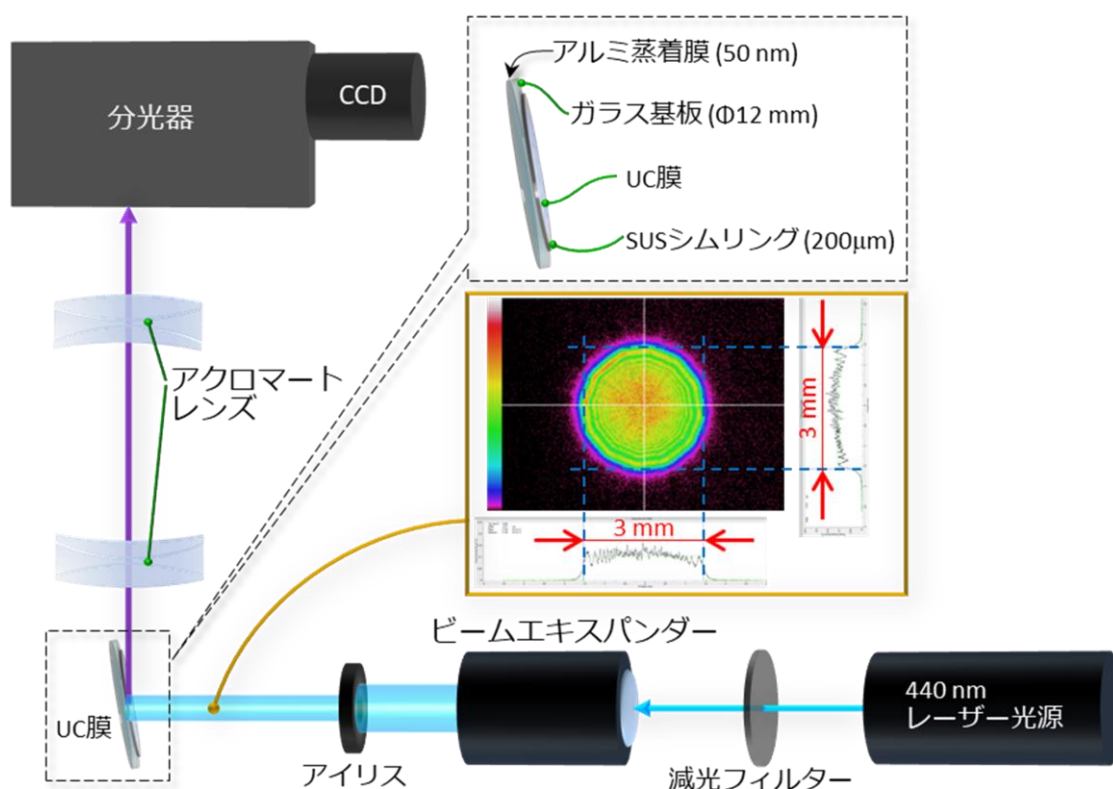 分光器
CCD
アルミ蒸着膜 (50 nm)
ガラス基板 (Φ12 mm)
UC膜
SUSシムリング (200μm)
アクロマート
レンズ
3 mm
3 mm
ビームエキスパンダー
440 nm
レーザー光源
UC膜
アイリス
減光フィルター